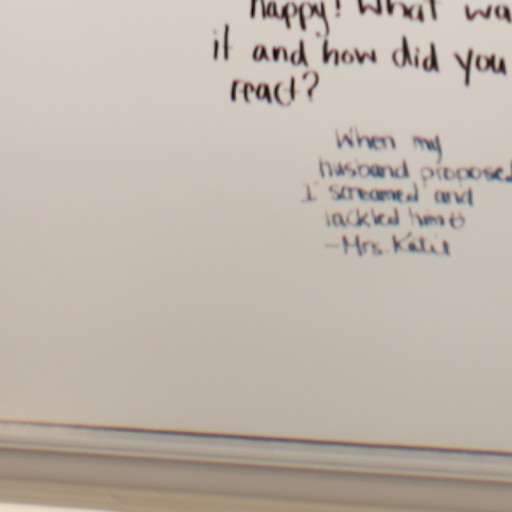 happy! What wa
it and how did you
react?
When my
husband proposed
I screamed and
tackled him☺
-Mrs. Katie